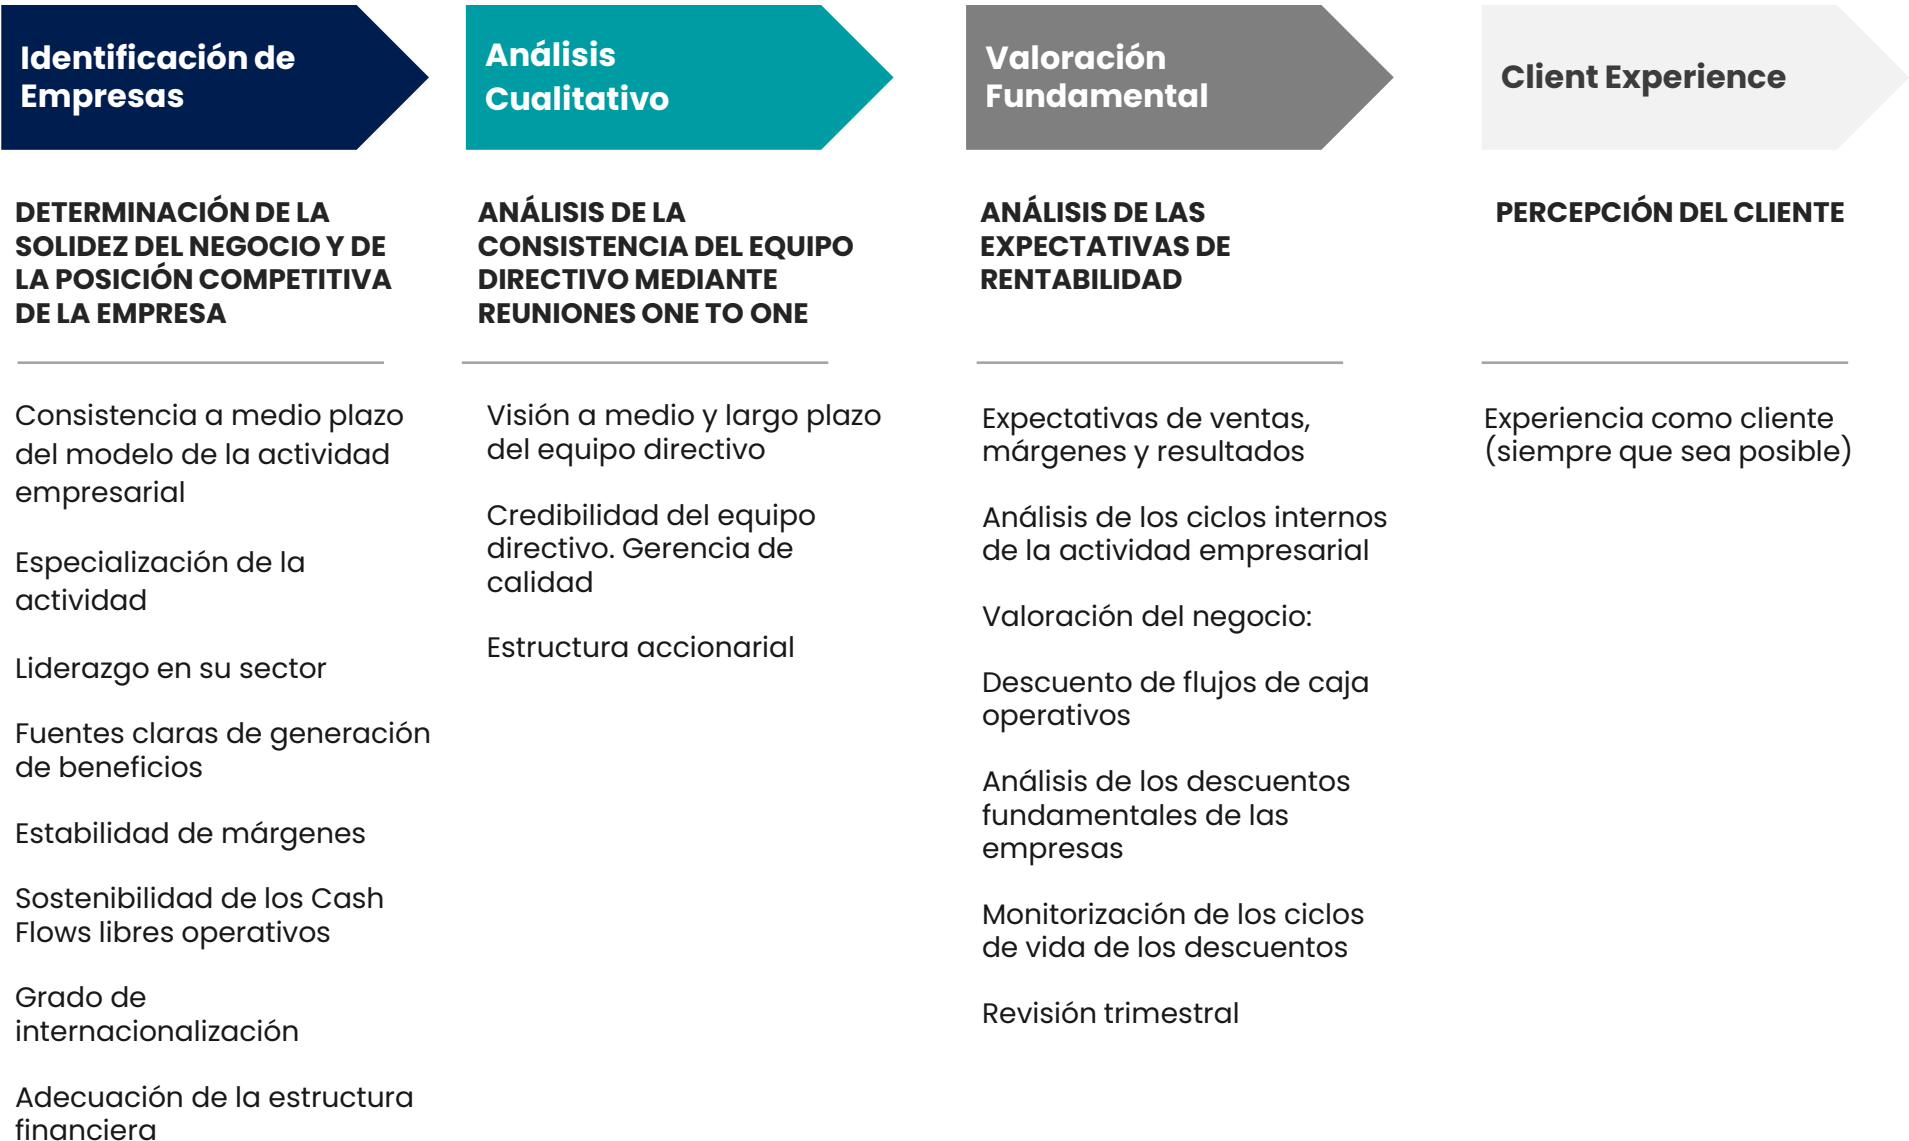 Identificación de
Empresas
DETERMINACIÓN DE LA
SOLIDEZ DEL NEGOCIO Y DE
LA POSICIÓN COMPETITIVA
DE LA EMPRESA
Consistencia a medio plazo
del modelo de la actividad
empresarial
Especialización de la
actividad
Liderazgo en su sector
Fuentes claras de generación
de beneficios
Estabilidad de márgenes
Sostenibilidad de los Cash
Flows libres operativos
Grado de
internacionalización
Adecuación de la estructura
financiera
Análisis
Cualitativo
ANÁLISIS DE LA
CONSISTENCIA DEL EQUIPO
DIRECTIVO MEDIANTE
REUNIONES ONE TO ONE
Visión a medio y largo plazo
del equipo directivo
Credibilidad del equipo
directivo. Gerencia de
calidad
Estructura accionarial
Valoración
Fundamental
ANÁLISIS DE LAS
EXPECTATIVAS DE
RENTABILIDAD
Expectativas de ventas,
márgenes y resultados
Análisis de los ciclos internos
de la actividad empresarial
Valoración del negocio:
Descuento de flujos de caja
operativos
Análisis de los descuentos
fundamentales de las
empresas
Monitorización de los ciclos
de vida de los descuentos
Revisión trimestral
Client Experience
PERCEPCIÓN DEL CLIENTE
Experiencia como cliente
(siempre que sea posible)